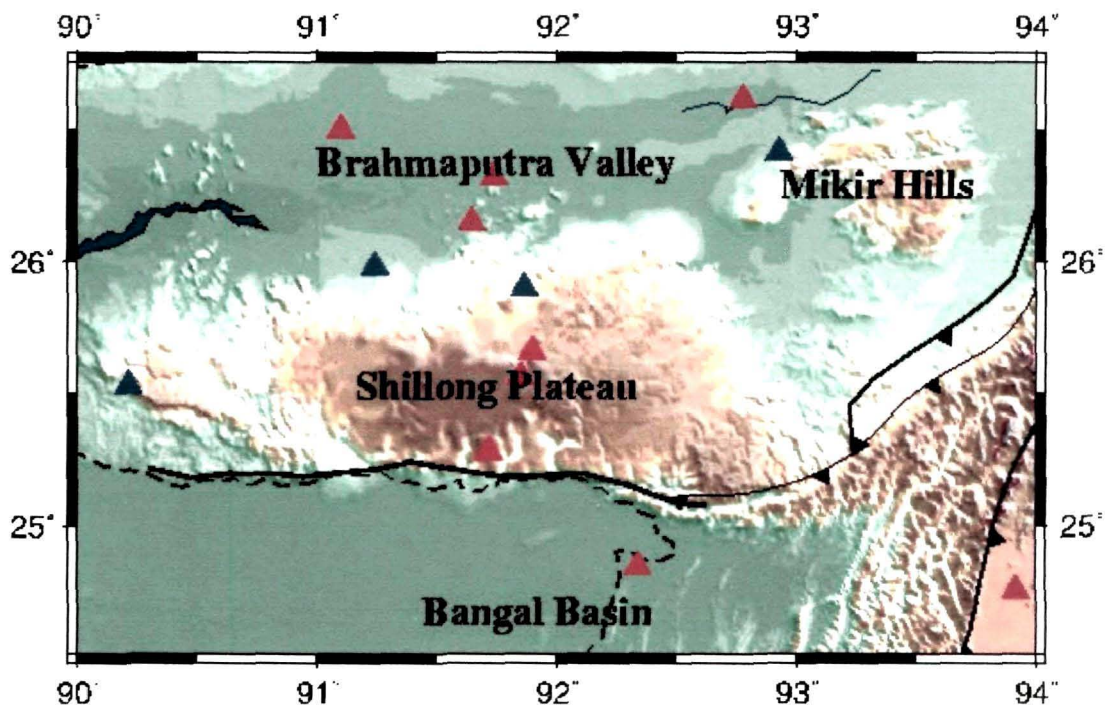 90° 91° 92° 93° 94°
Brahmaputra Valley
Mikir Hills
26° 26°
Shillong Plateau
25° 25°
Bangal Basin
90° 91° 92° 93° 94°